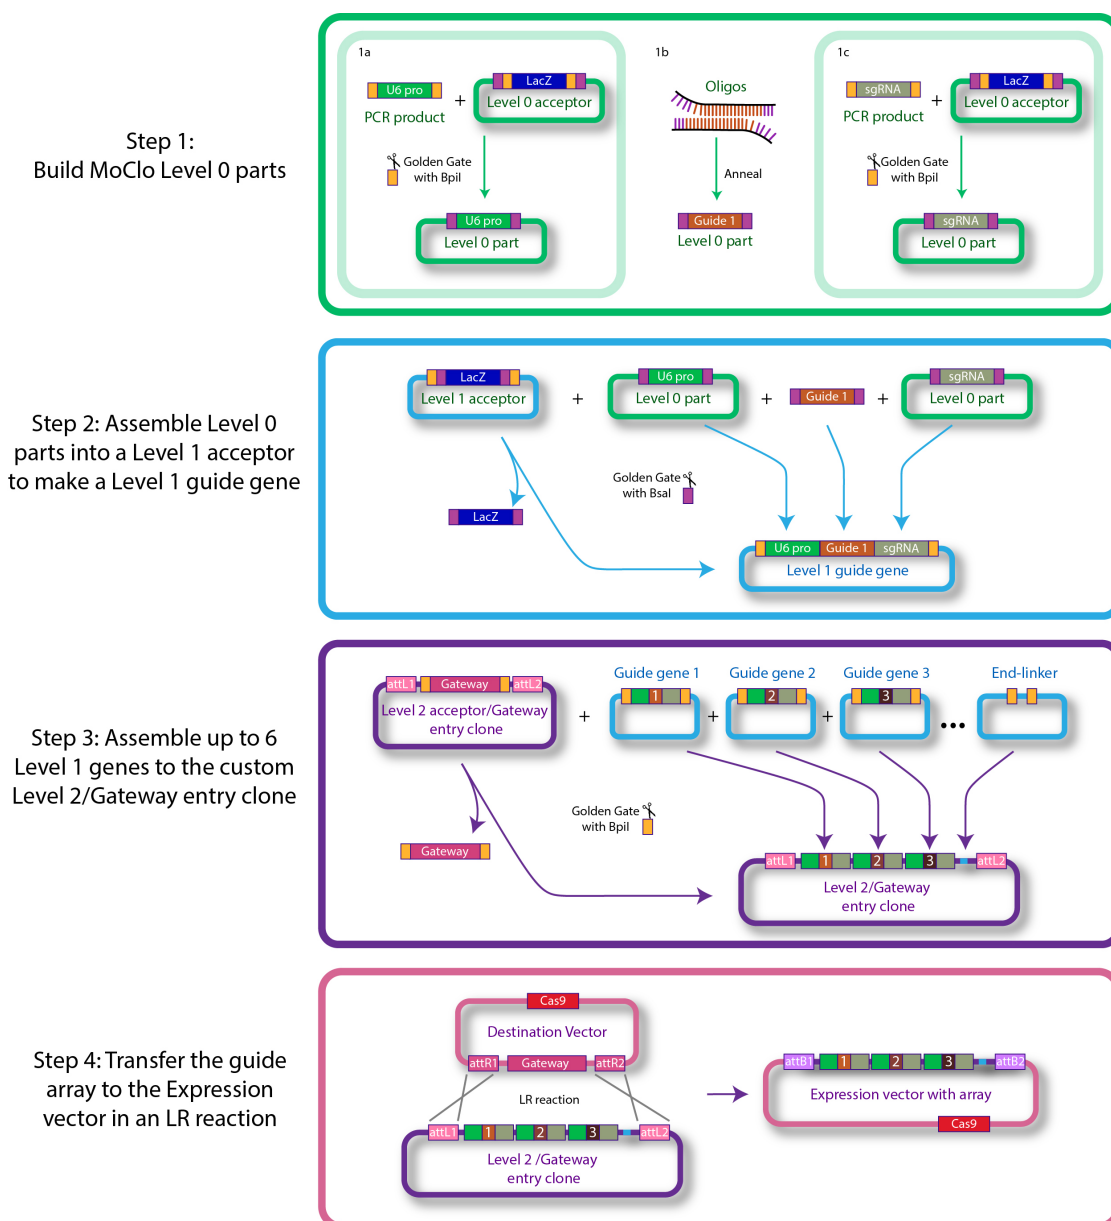 Step 1:
Build MoClo Level 0 parts
1a
U6 pro
+
LacZ
Level 0 acceptor
PCR product
Golden Gate
with BpiI
U6 pro
Level 0 part
1b
Oligos
Anneal
Guide 1
Level 0 part
1c
sgRNA
+
LacZ
Level 0 acceptor
PCR product
Golden Gate
with BpiI
sgRNA
Level 0 part
Step 2: Assemble Level 0
parts into a Level 1 acceptor
to make a Level 1 guide gene
LacZ
Level 1 acceptor
+
U6 pro
Level 0 part
+
Guide 1
+
sgRNA
Level 0 part
Golden Gate
with BsaI
LacZ
U6 pro Guide 1 sgRNA
Level 1 guide gene
Step 3: Assemble up to 6
Level 1 genes to the custom
Level 2/Gateway entry clone
attL1 Gateway attL2
Level 2 acceptor/Gateway
entry clone
+
Guide gene 1
1
+
Guide gene 2
2
+
Guide gene 3
3
...
End-linker
Golden Gate
with BpiI
Gateway
attL1 1 2 3 attL2
Level 2/Gateway
entry clone
Step 4: Transfer the guide
array to the Expression
vector in an LR reaction
Cas9
Destination Vector
attR1 Gateway attR2
LR reaction
attL1 1 2 3 attL2
Level 2 /Gateway
entry clone
attB1 1 2 3 attB2
Expression vector with array
Cas9